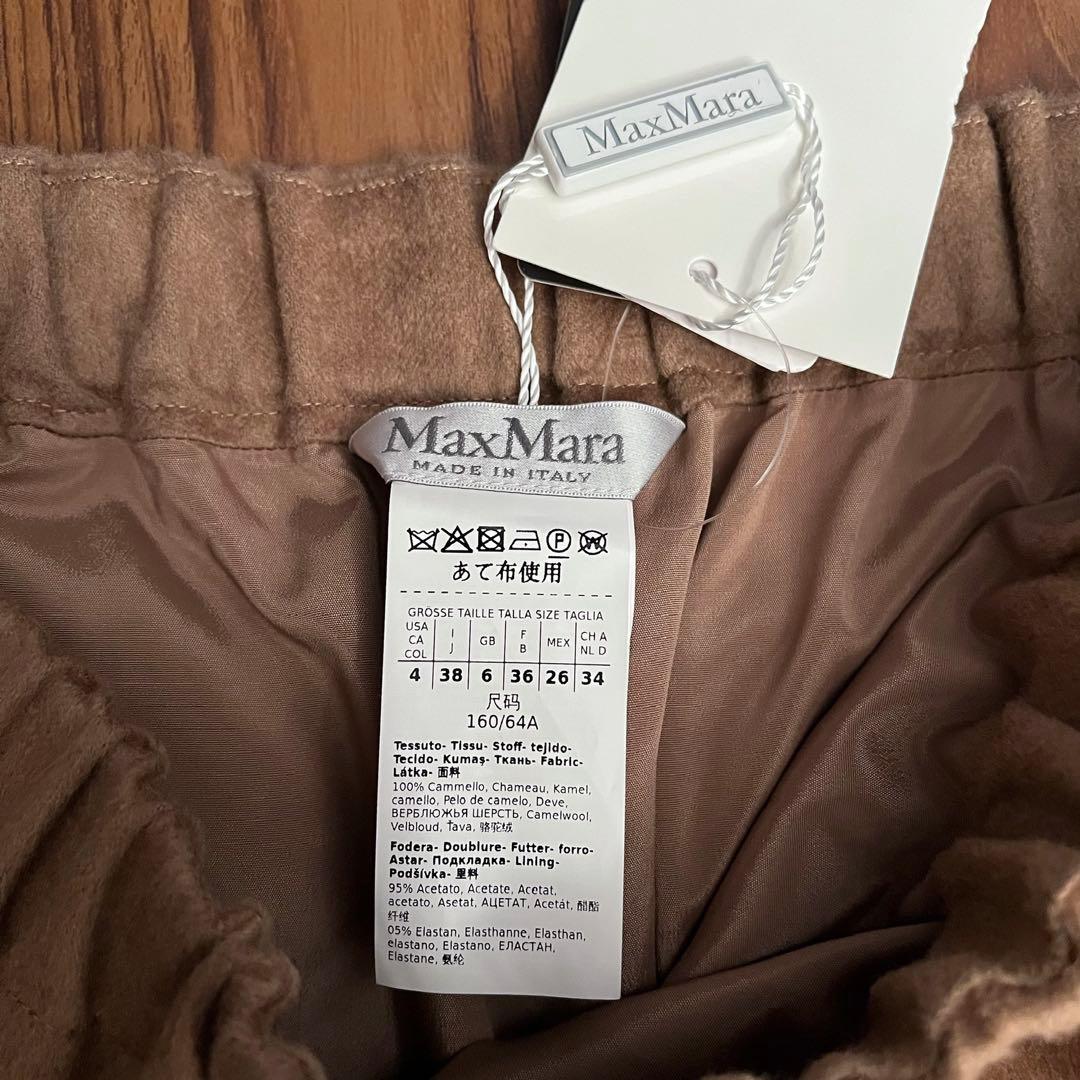 MaxMara
MaxMara
MADE IN ITALY
P W
あて布使用
GRÖSSE TAILLE TALLA SIZE TAGLIA
USA CA COL | I J | GB | F B | MEX | CH A NL D
4 | 38 | 6 | 36 | 26 | 34
尺码
160/64A
Tessuto- Tissu- Stoff- tejido-
Tecido- Kumaş- Ткань- Fabric-
Látka- 面料
100% Cammello, Chameau, Kamel,
camello, Pelo de camelo, Deve,
ВЕРБЛЮЖЬЯ ШЕРСТЬ, Camelwool,
Velbloud, Ťava, 骆驼绒
Fodera- Doublure- Futter- forro-
Astar- Подкладка- Lining-
Podšívka- 里料
95% Acetato, Acetate, Acetat,
acetato, Asetat, АЦЕТАТ, Acetát, 醋酯
纤维
05% Elastan, Elasthanne, Elasthan,
elastano, Elastano, ЕЛАСТАН,
Elastane, 氨纶